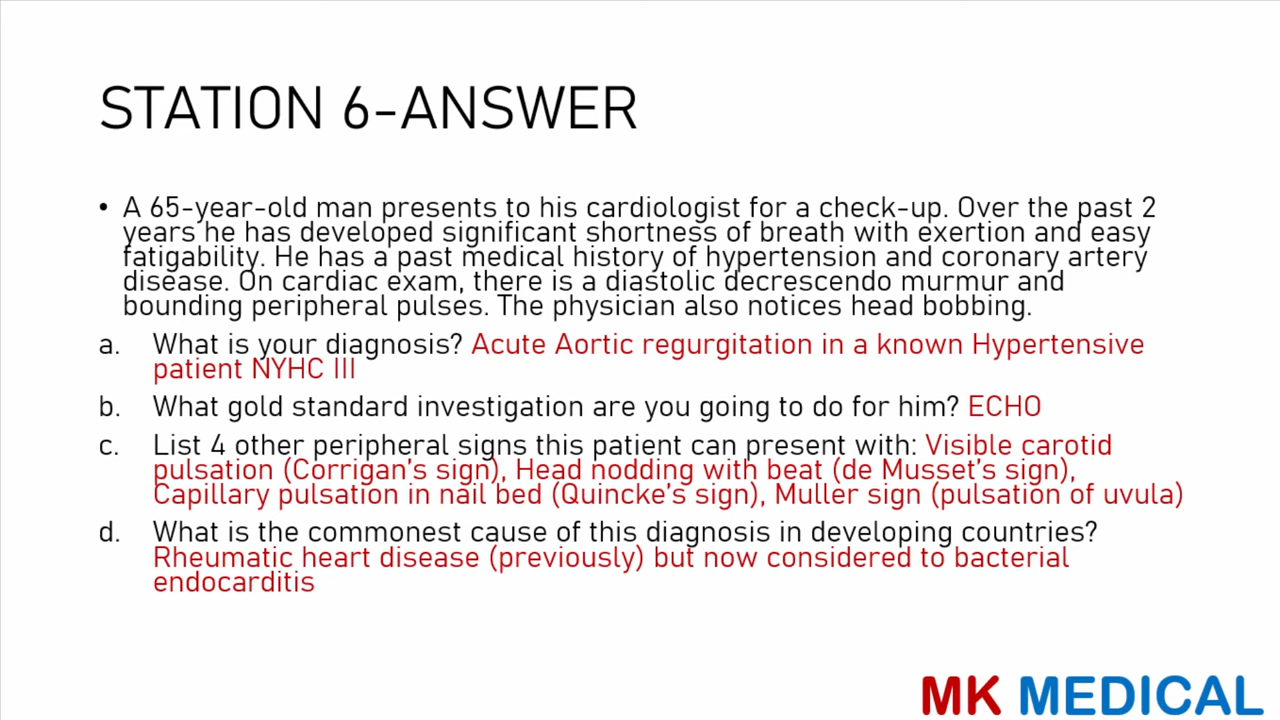 STATION 6-ANSWER
• A 65-year-old man presents to his cardiologist for a check-up. Over the past 2
years he has developed significant shortness of breath with exertion and easy
fatigability. He has a past medical history of hypertension and coronary artery
disease. On cardiac exam, there is a diastolic decrescendo murmur and
bounding peripheral pulses. The physician also notices head bobbing.
a. What is your diagnosis? Acute Aortic regurgitation in a known Hypertensive
patient NYHC III
b. What gold standard investigation are you going to do for him? ECHO
c. List 4 other peripheral signs this patient can present with: Visible carotid
pulsation (Corrigan's sign), Head nodding with beat (de Musset's sign),
Capillary pulsation in nail bed (Quincke's sign), Muller sign (pulsation of uvula)
d. What is the commonest cause of this diagnosis in developing countries?
Rheumatic heart disease (previously) but now considered to bacterial
endocarditis
MK MEDICAL